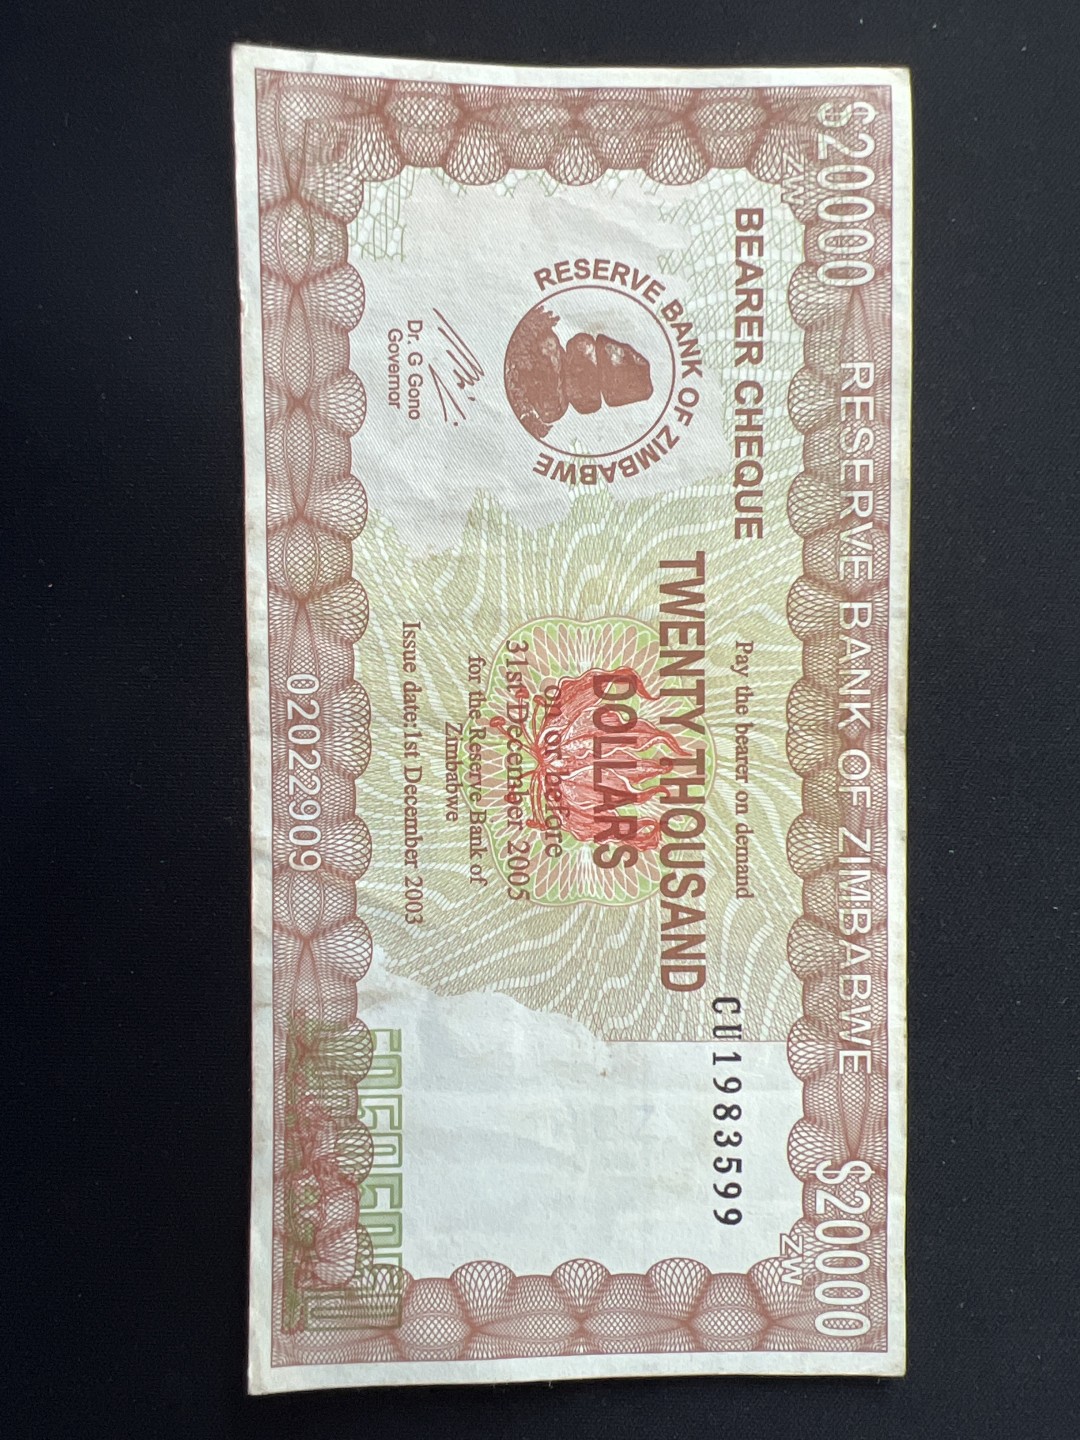 $20000 RESERVE BANK OF ZIMBABWE $20000
ZW ZW
BEARER CHEQUE
Pay the bearer on demand
CU1983599
TWENTY THOUSAND
DOLLARS
RESERVE BANK OF ZIMBABWE
on or before
31st December 2005
for the Reserve Bank of
Zimbabwe
Issue date:1st December 2003
Dr. G Gono
Governor
02022909